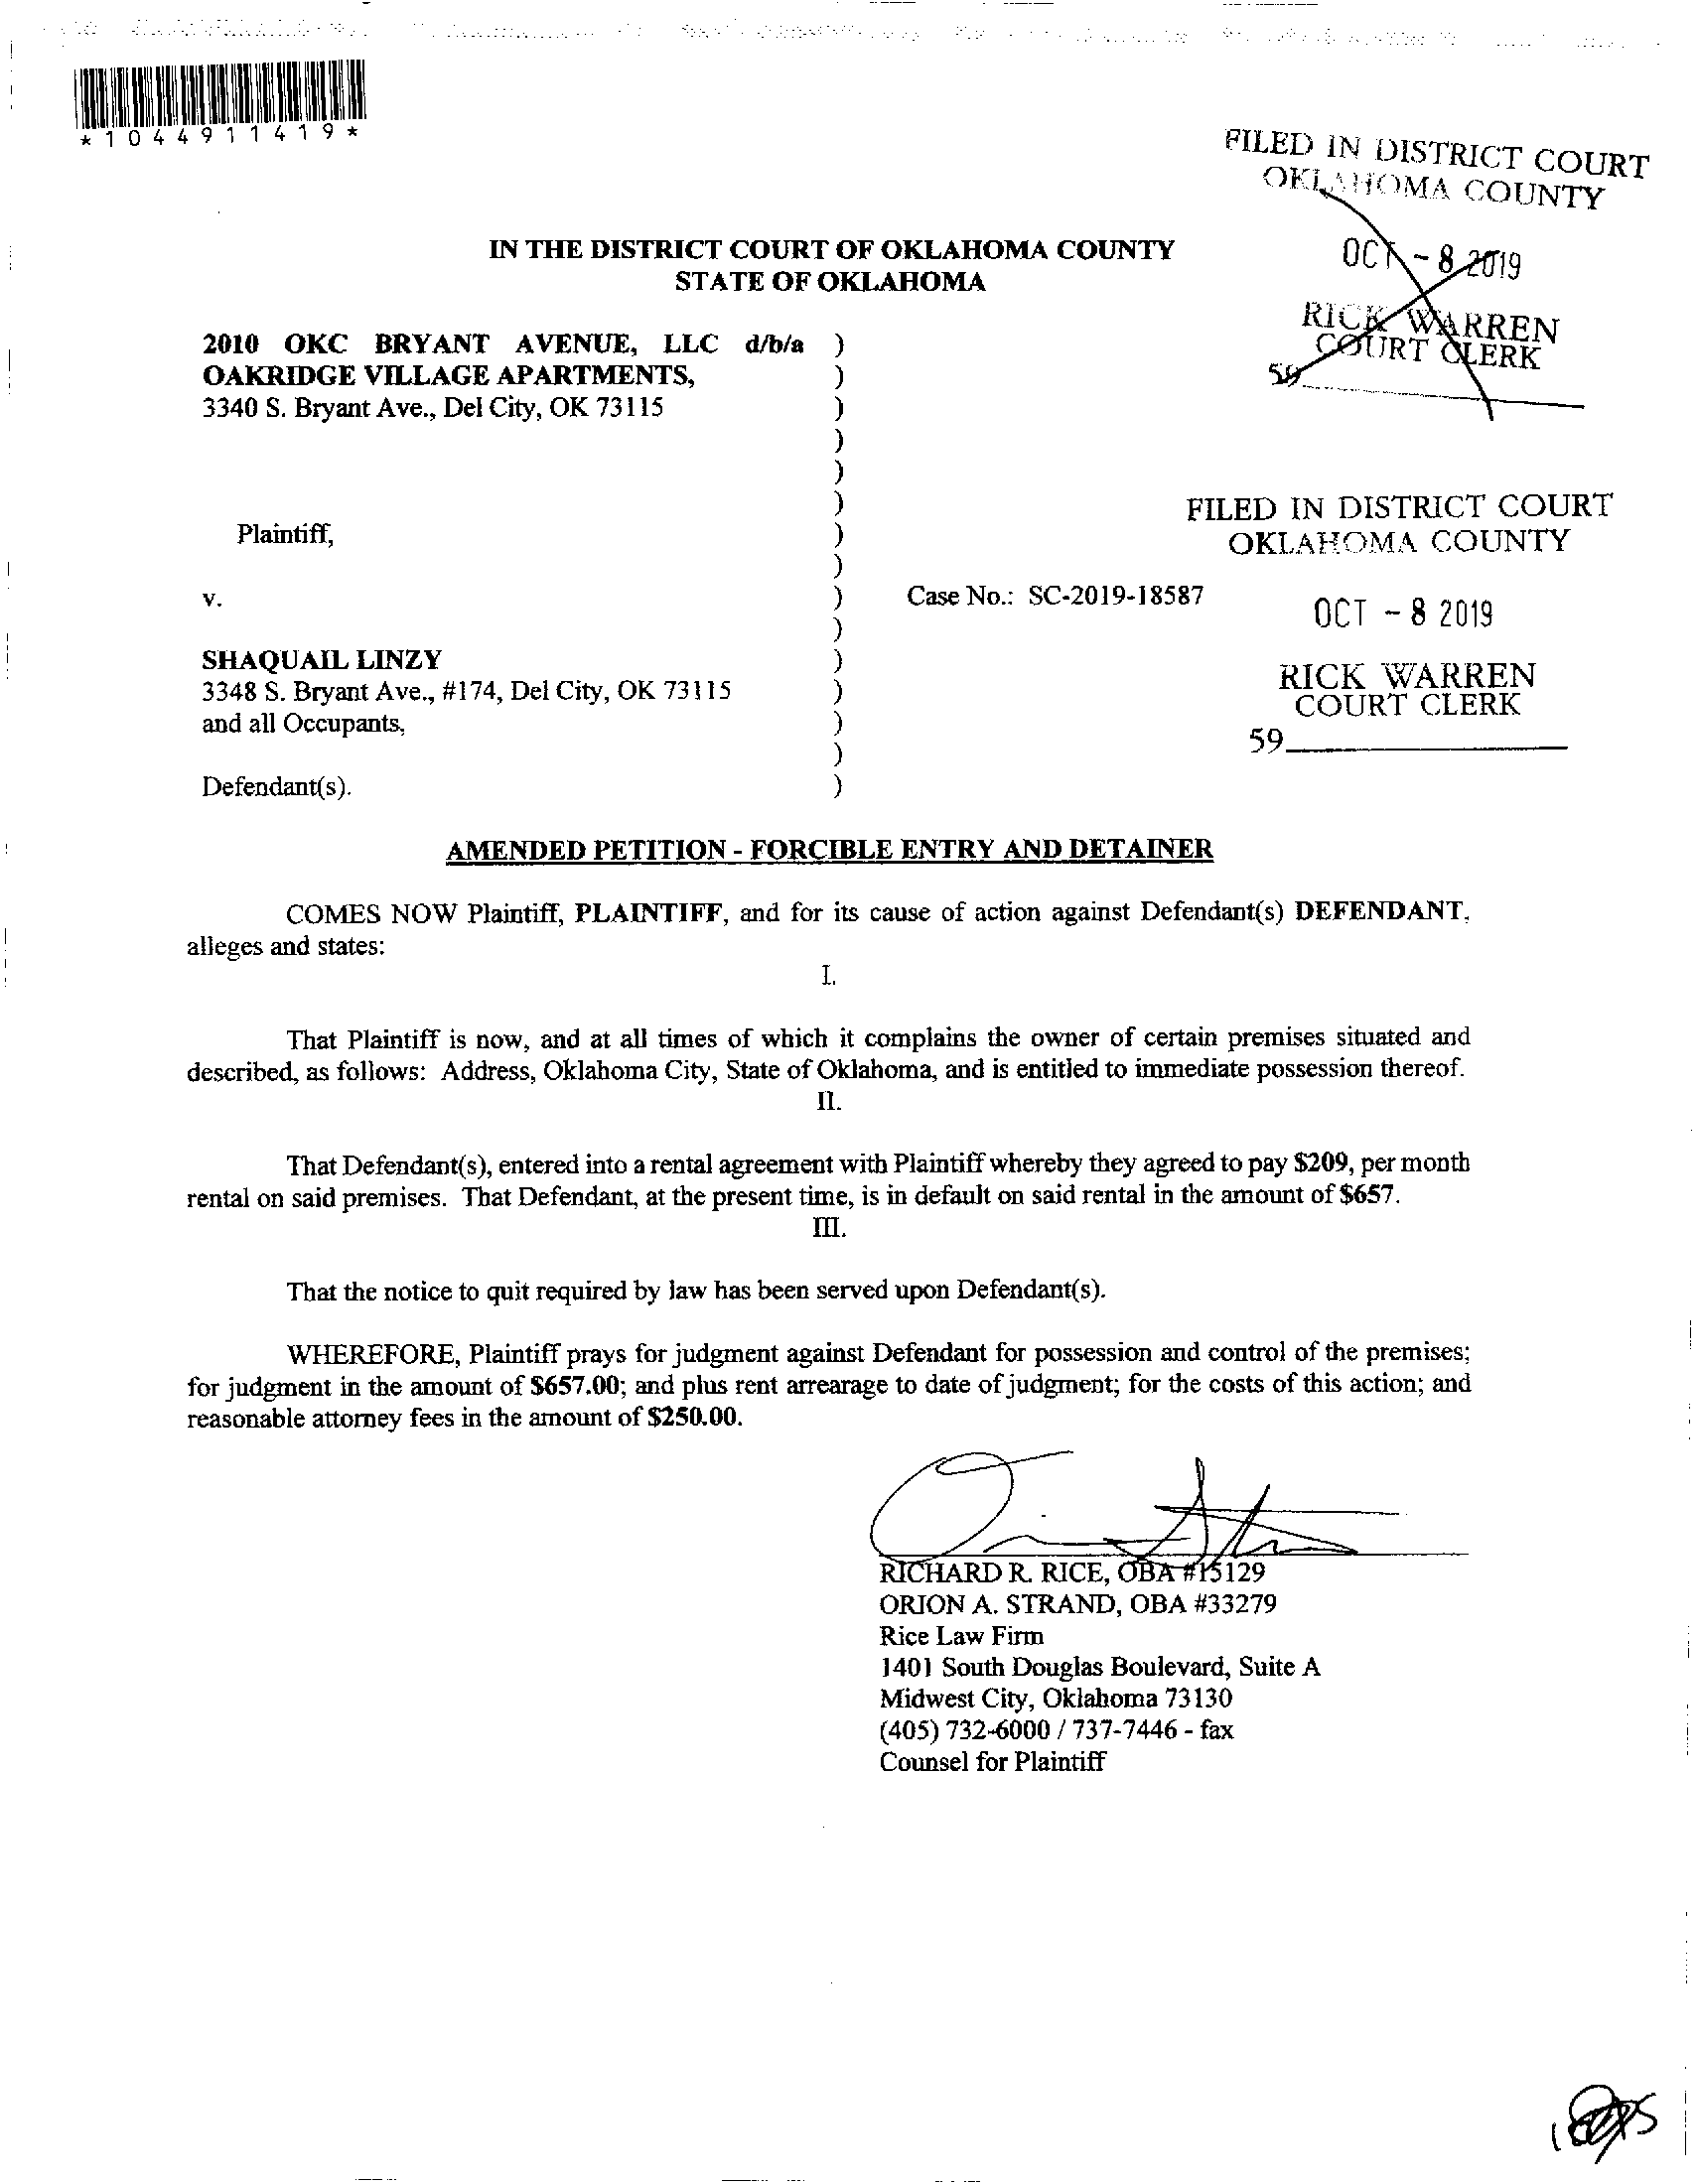 *1044911419*
FILED IN DISTRICT COURT
OKLAHOMA COUNTY
OCT - 8 2019
RICK WARREN
COURT CLERK
59
IN THE DISTRICT COURT OF OKLAHOMA COUNTY
STATE OF OKLAHOMA
2010 OKC BRYANT AVENUE, LLC d/b/a )
OAKRIDGE VILLAGE APARTMENTS, )
3340 S. Bryant Ave., Del City, OK 73115 )
)
)
)
Plaintiff, )
)
v. ) Case No.: SC-2019-18587
)
SHAQUAIL LINZY )
3348 S. Bryant Ave., #174, Del City, OK 73115 )
and all Occupants, )
)
Defendant(s). )
FILED IN DISTRICT COURT
OKLAHOMA COUNTY
OCT - 8 2019
RICK WARREN
COURT CLERK
59
AMENDED PETITION - FORCIBLE ENTRY AND DETAINER
COMES NOW Plaintiff, PLAINTIFF, and for its cause of action against Defendant(s) DEFENDANT,
alleges and states:
I.
That Plaintiff is now, and at all times of which it complains the owner of certain premises situated and
described, as follows: Address, Oklahoma City, State of Oklahoma, and is entitled to immediate possession thereof.
II.
That Defendant(s), entered into a rental agreement with Plaintiff whereby they agreed to pay $209, per month
rental on said premises. That Defendant, at the present time, is in default on said rental in the amount of $657.
III.
That the notice to quit required by law has been served upon Defendant(s).
WHEREFORE, Plaintiff prays for judgment against Defendant for possession and control of the premises;
for judgment in the amount of $657.00; and plus rent arrearage to date of judgment; for the costs of this action; and
reasonable attorney fees in the amount of $250.00.
RICHARD R. RICE, OBA #15129
ORION A. STRAND, OBA #33279
Rice Law Firm
1401 South Douglas Boulevard, Suite A
Midwest City, Oklahoma 73130
(405) 732-6000 / 737-7446 - fax
Counsel for Plaintiff